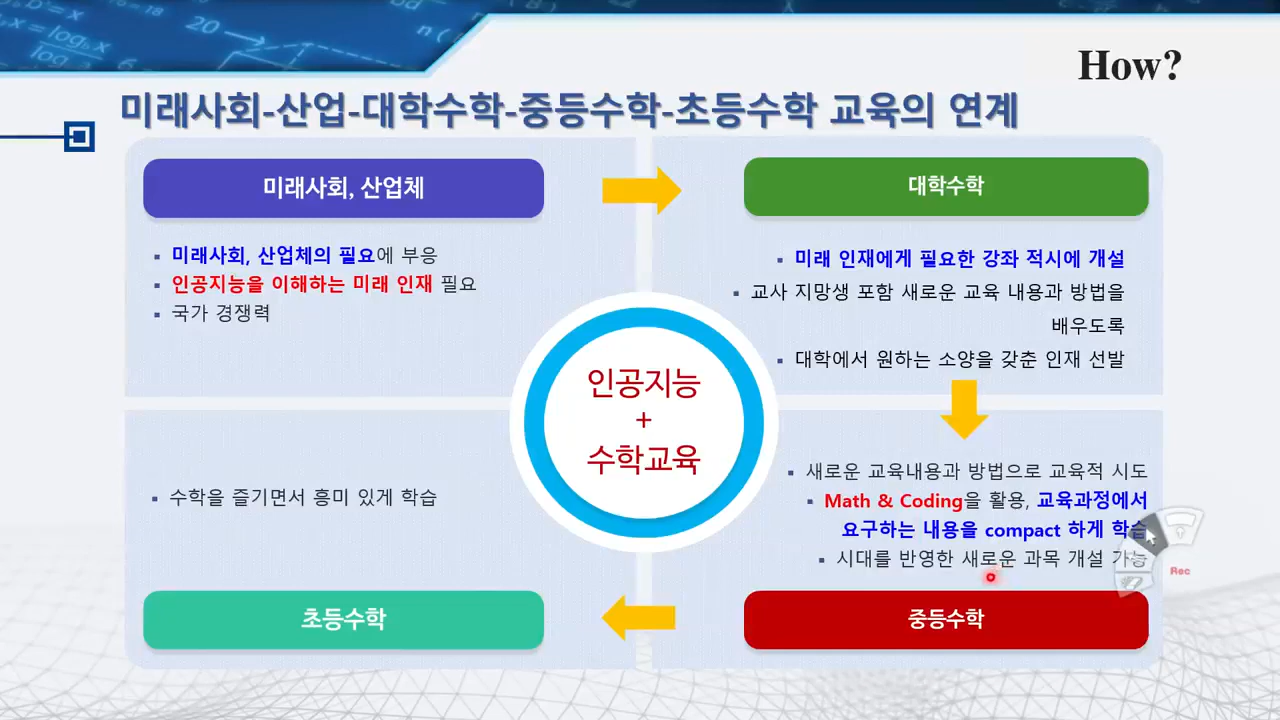 How?
미래사회-산업-대학수학-중등수학-초등수학 교육의 연계
미래사회, 산업체
▪ 미래사회, 산업체의 필요에 부응
▪ 인공지능을 이해하는 미래 인재 필요
▪ 국가 경쟁력
대학수학
▪ 미래 인재에게 필요한 강좌 적시에 개설
▪ 교사 지망생 포함 새로운 교육 내용과 방법을
배우도록
▪ 대학에서 원하는 소양을 갖춘 인재 선발
인공지능
+
수학교육
▪ 수학을 즐기면서 흥미 있게 학습
초등수학
▪ 새로운 교육내용과 방법으로 교육적 시도
▪ Math & Coding을 활용, 교육과정에서
요구하는 내용을 compact 하게 학습
▪ 시대를 반영한 새로운 과목 개설 가능
중등수학
Rec
20